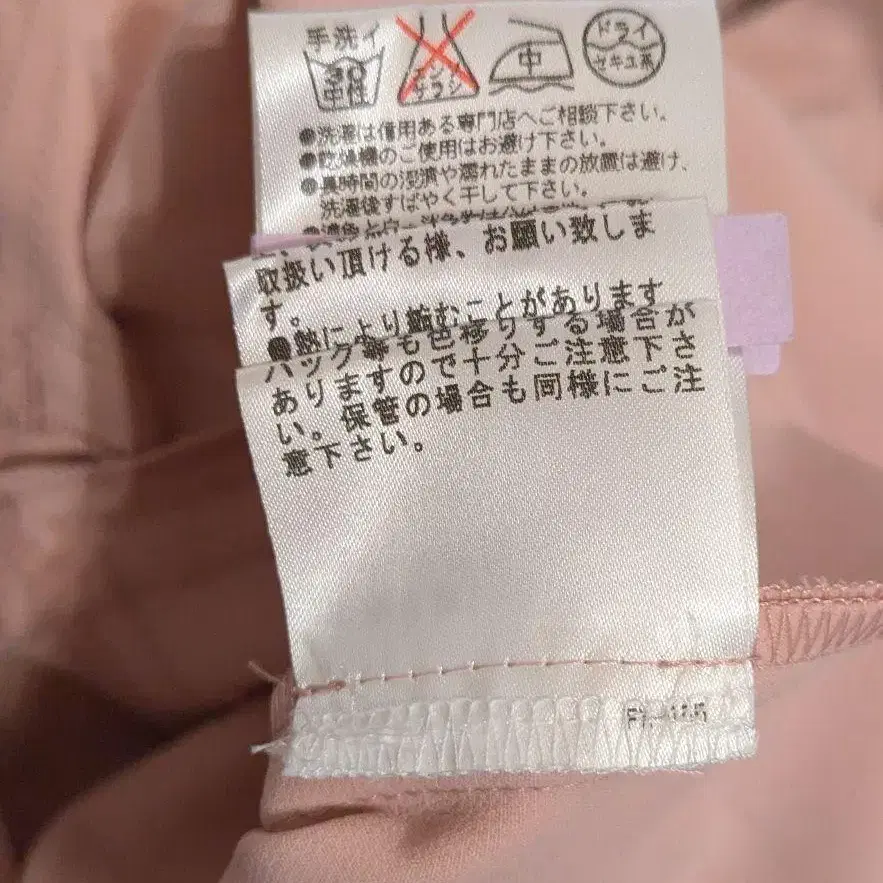 手洗イ
30
中性
エンソ
サラシ
中
ドライ
セキユ系
●洗濯は信用ある専門店へご相談下さい。
●乾燥機のご使用はお避け下さい。
●長時間の浸漬や濡れたままの放置は避け、
洗濯後すばやく干して下さい。
取扱い頂ける様、お願い致しま
す。
●熱により縮むことがあります
バッグ等も色移りする場合が
ありますので十分ご注意下さ
い。保管の場合も同様にご注
意下さい。